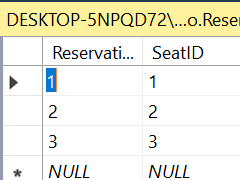 DESKTOP-5NPQD72\...o.Reser
Reservati... SeatID
1 1
2 2
3 3
* NULL NULL